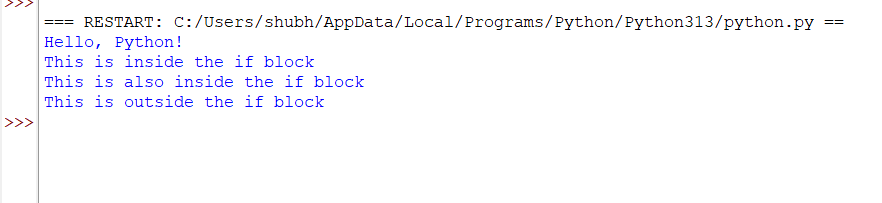 >>>
=== RESTART: C:/Users/shubh/AppData/Local/Programs/Python/Python313/python.py ==
Hello, Python!
This is inside the if block
This is also inside the if block
This is outside the if block
>>>